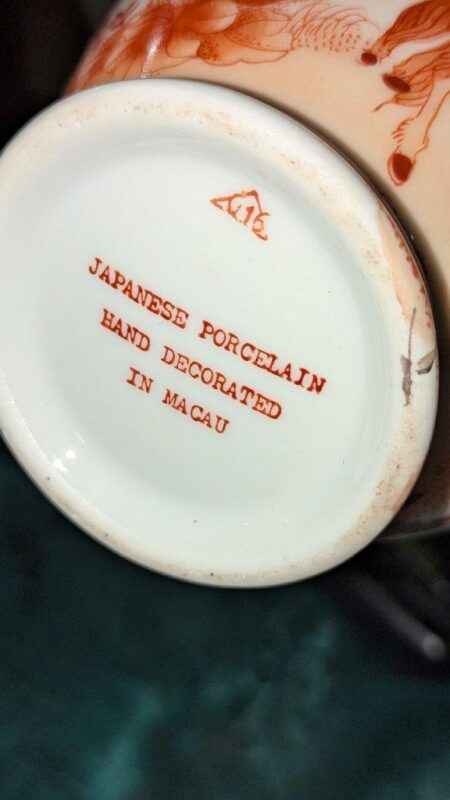 JAPANESE PORCELAIN
HAND DECORATED
IN MACAU